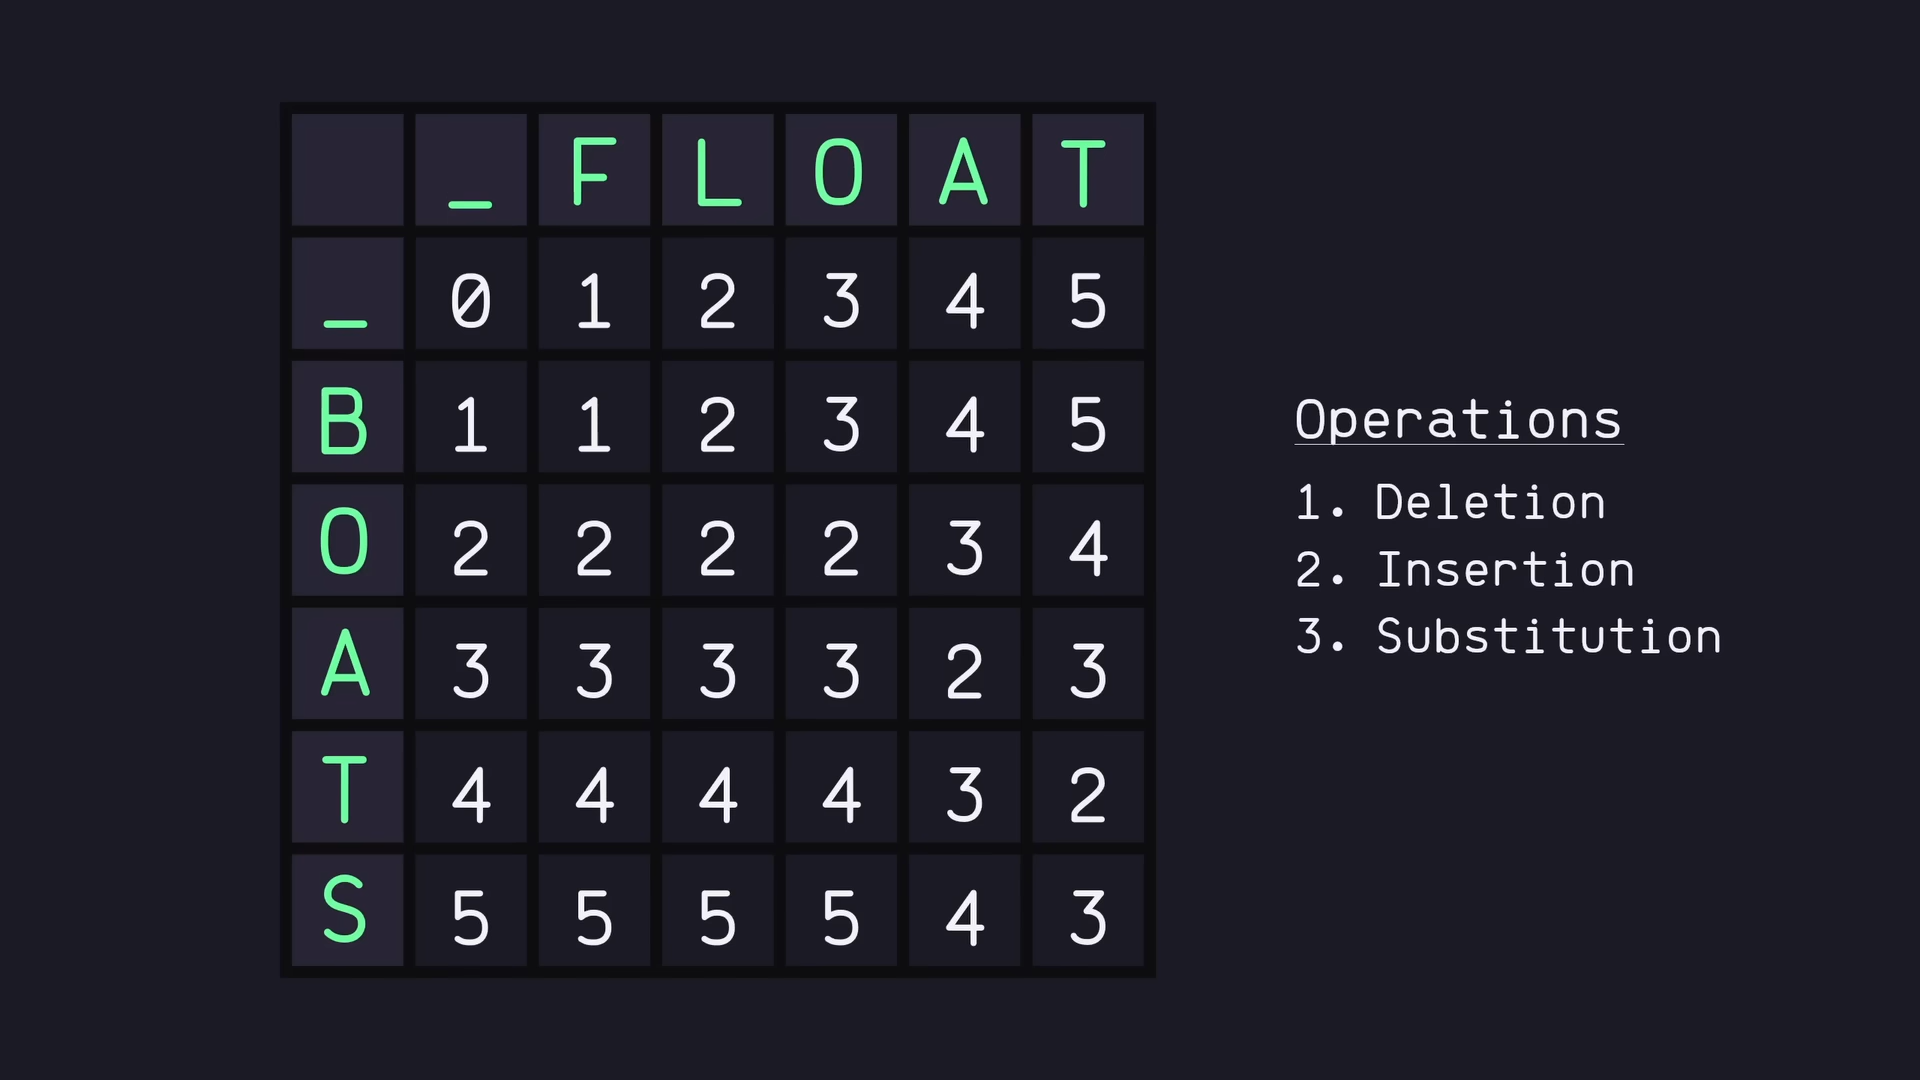 _ F L O A T
_ 0 1 2 3 4 5
B 1 1 2 3 4 5
O 2 2 2 2 3 4
A 3 3 3 3 2 3
T 4 4 4 4 3 2
S 5 5 5 5 4 3
Operations
1. Deletion
2. Insertion
3. Substitution